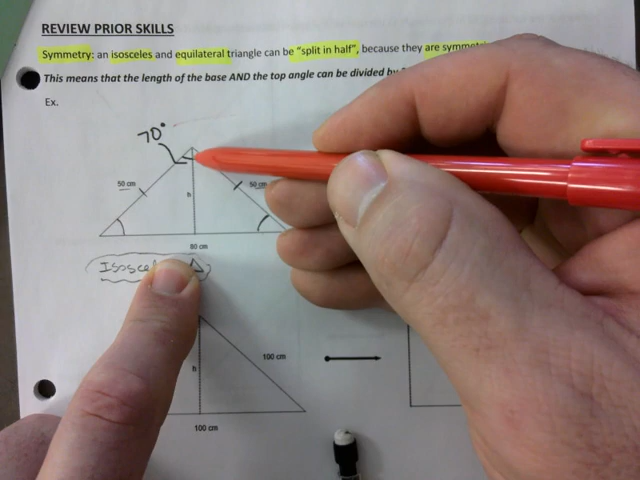 REVIEW PRIOR SKILLS
Symmetry: an isosceles and equilateral triangle can be "split in half", because they are
This means that the length of the base AND the top angle can be divided by
Ex.
70°
50 cm
50 cm
h
80 cm
h
100 cm
100 cm